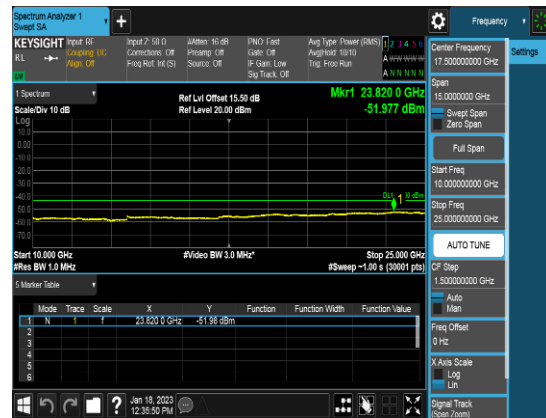 Spectrum Analyzer 1
Swept SA
Frequency
KEYSIGHT
RL
Input: RF
Coupling: DC
Align: Off
Input Z: 50 Ω
Corrections: Off
Freq Ref: Int (S)
#Atten: 16 dB
Preamp: Off
Source: Off
PNO: Fast
Gate: Off
IF Gain: Low
Sig Track: Off
Avg Type: Power (RMS)
Avg|Hold: 10/10
Trig: Free Run
1 2 3 4 5 6
A W W W W W
A N N N N N
1 Spectrum
Scale/Div 10 dB
Ref Lvl Offset 15.50 dB
Ref Level 20.00 dBm
Mkr1 23.820 0 GHz
-51.977 dBm
Log
10.0
0.00
-10.0
-20.0
-30.0
-40.0
-50.0
-60.0
-70.0
DL1
1
Start 10.000 GHz
#Res BW 1.0 MHz
#Video BW 3.0 MHz*
Stop 25.000 GHz
#Sweep ~1.00 s (30001 pts)
5 Marker Table
Mode Trace Scale X Y Function Function Width Function Value
1 N 1 f 23.820 0 GHz -51.98 dBm
2
3
4
5
6
Jan 18, 2023
12:35:50 PM
Center Frequency
17.500000000 GHz
Settings
Span
15.0000000 GHz
Swept Span
Zero Span
Full Span
Start Freq
10.000000000 GHz
Stop Freq
25.000000000 GHz
AUTO TUNE
CF Step
1.500000000 GHz
Auto
Man
Freq Offset
0 Hz
X Axis Scale
Log
Lin
Signal Track
(Span Zoom)